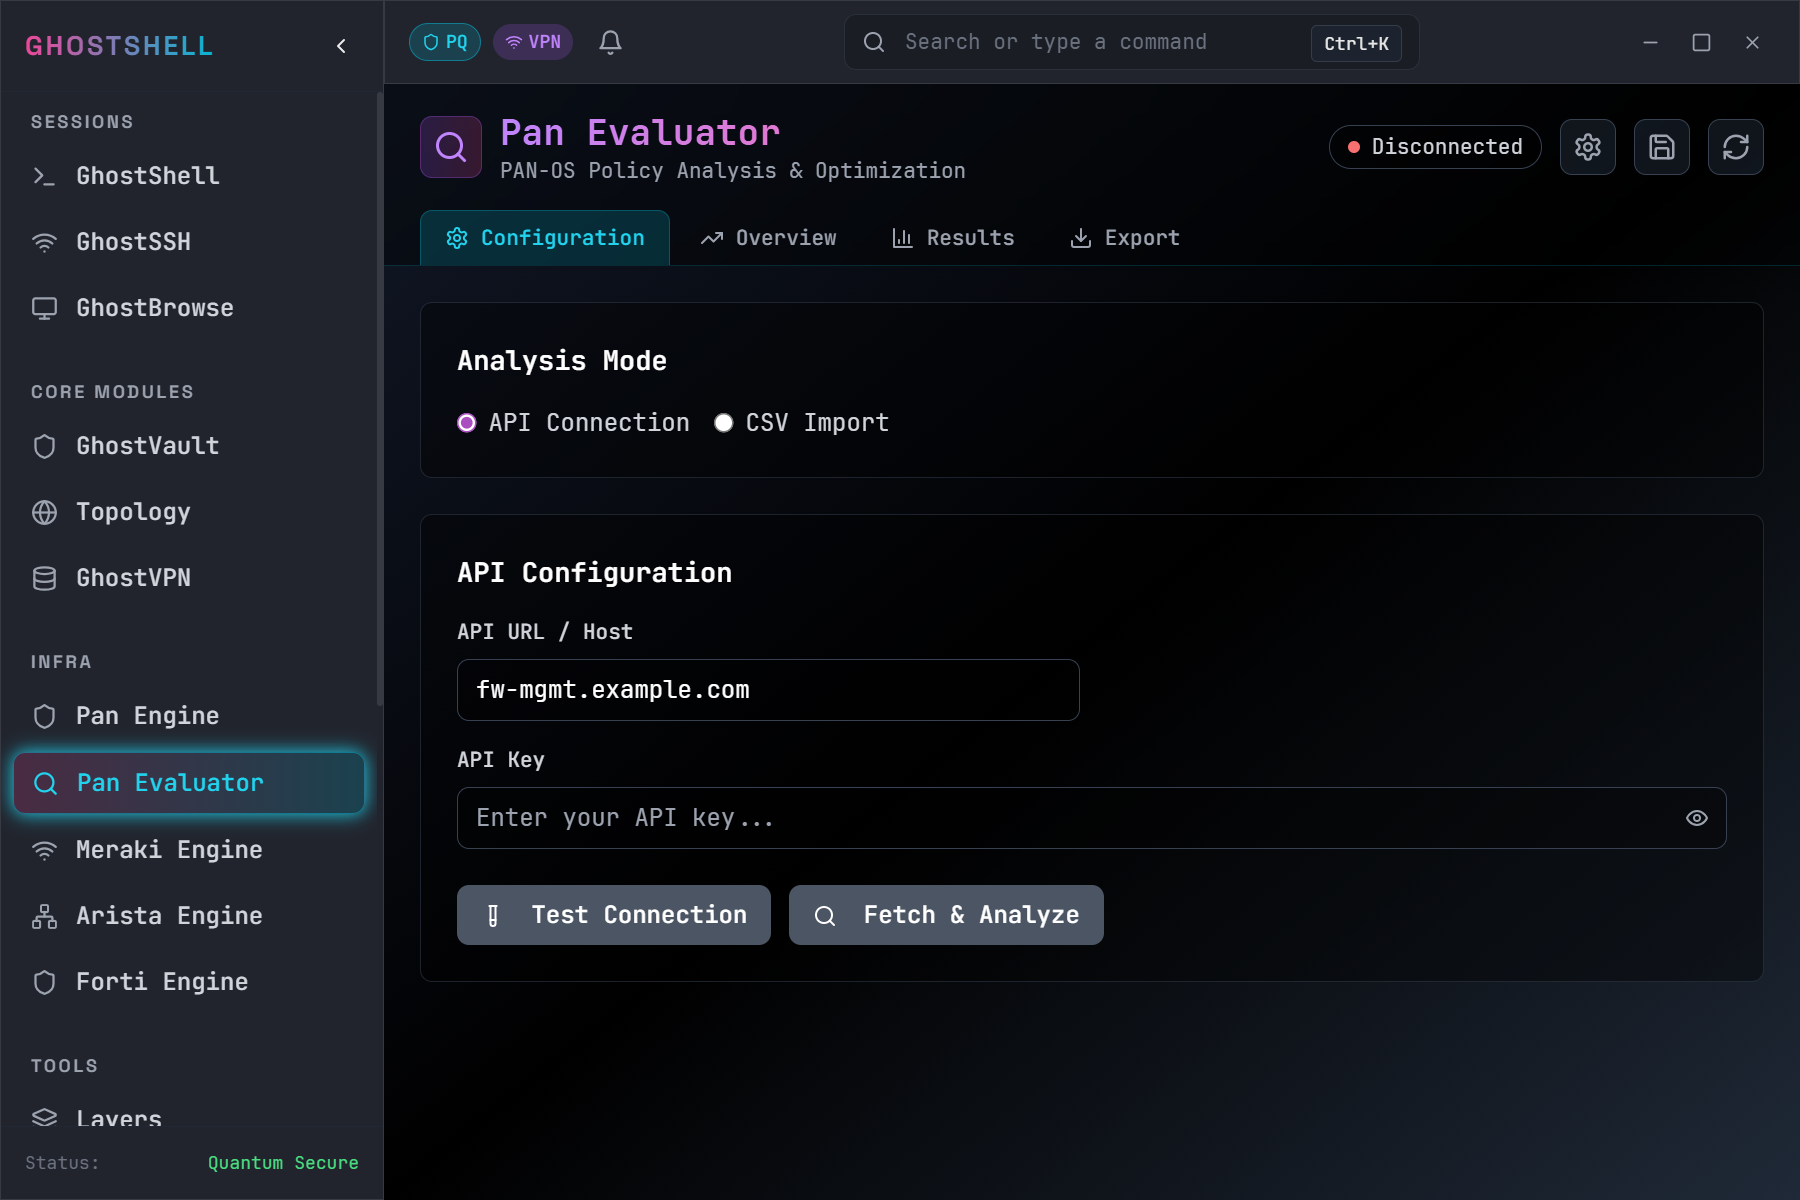 GHOSTSHELL
SESSIONS
GhostShell
GhostSSH
GhostBrowse
CORE MODULES
GhostVault
Topology
GhostVPN
INFRA
Pan Engine
Pan Evaluator
Meraki Engine
Arista Engine
Forti Engine
TOOLS
Layers
Status: Quantum Secure
PQ VPN Search or type a command Ctrl+K
Pan Evaluator
PAN-OS Policy Analysis & Optimization
Disconnected
Configuration Overview Results Export
Analysis Mode
API Connection CSV Import
API Configuration
API URL / Host
fw-mgmt.example.com
API Key
Enter your API key...
Test Connection Fetch & Analyze